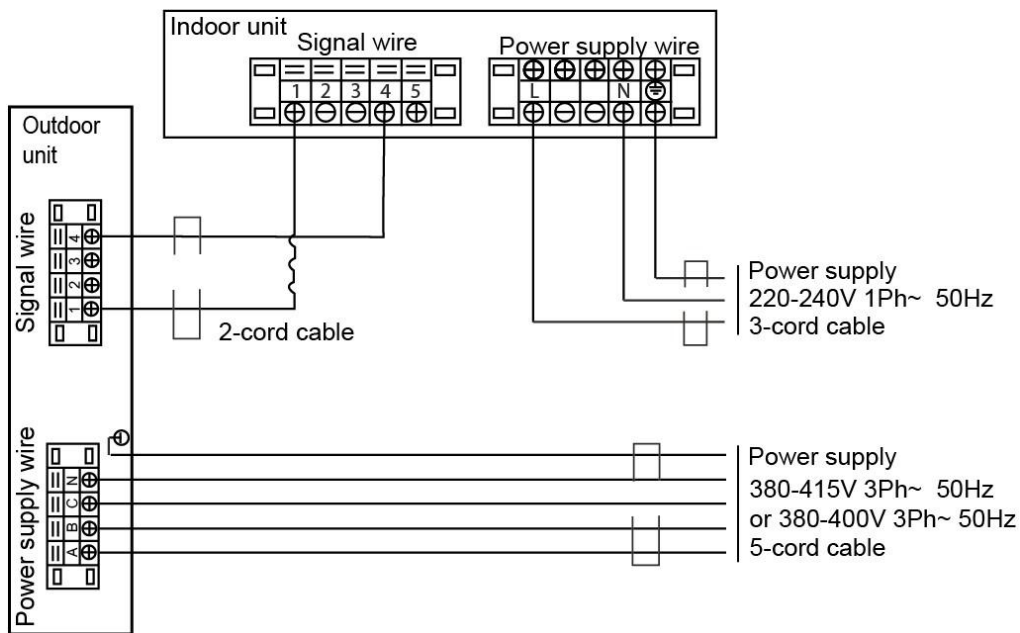 Indoor unit
Signal wire
Power supply wire
1 2 3 4 5
L N
Outdoor
unit
Signal wire
4
3
2
1
2-cord cable
Power supply
220-240V 1Ph~ 50Hz
3-cord cable
Power supply wire
N
C
B
A
Power supply
380-415V 3Ph~ 50Hz
or 380-400V 3Ph~ 50Hz
5-cord cable